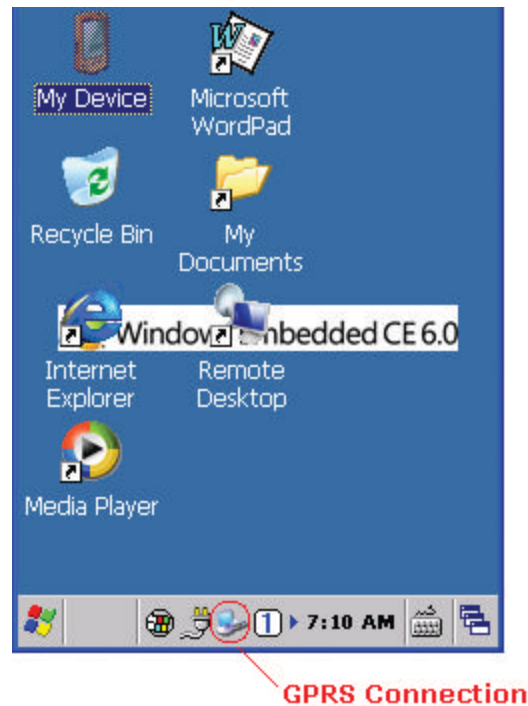 My Device
Microsoft
WordPad
Recycle Bin
My
Documents
Windows Embedded CE 6.0
Internet
Explorer
Remote
Desktop
Media Player
1
7:10 AM
GPRS Connection